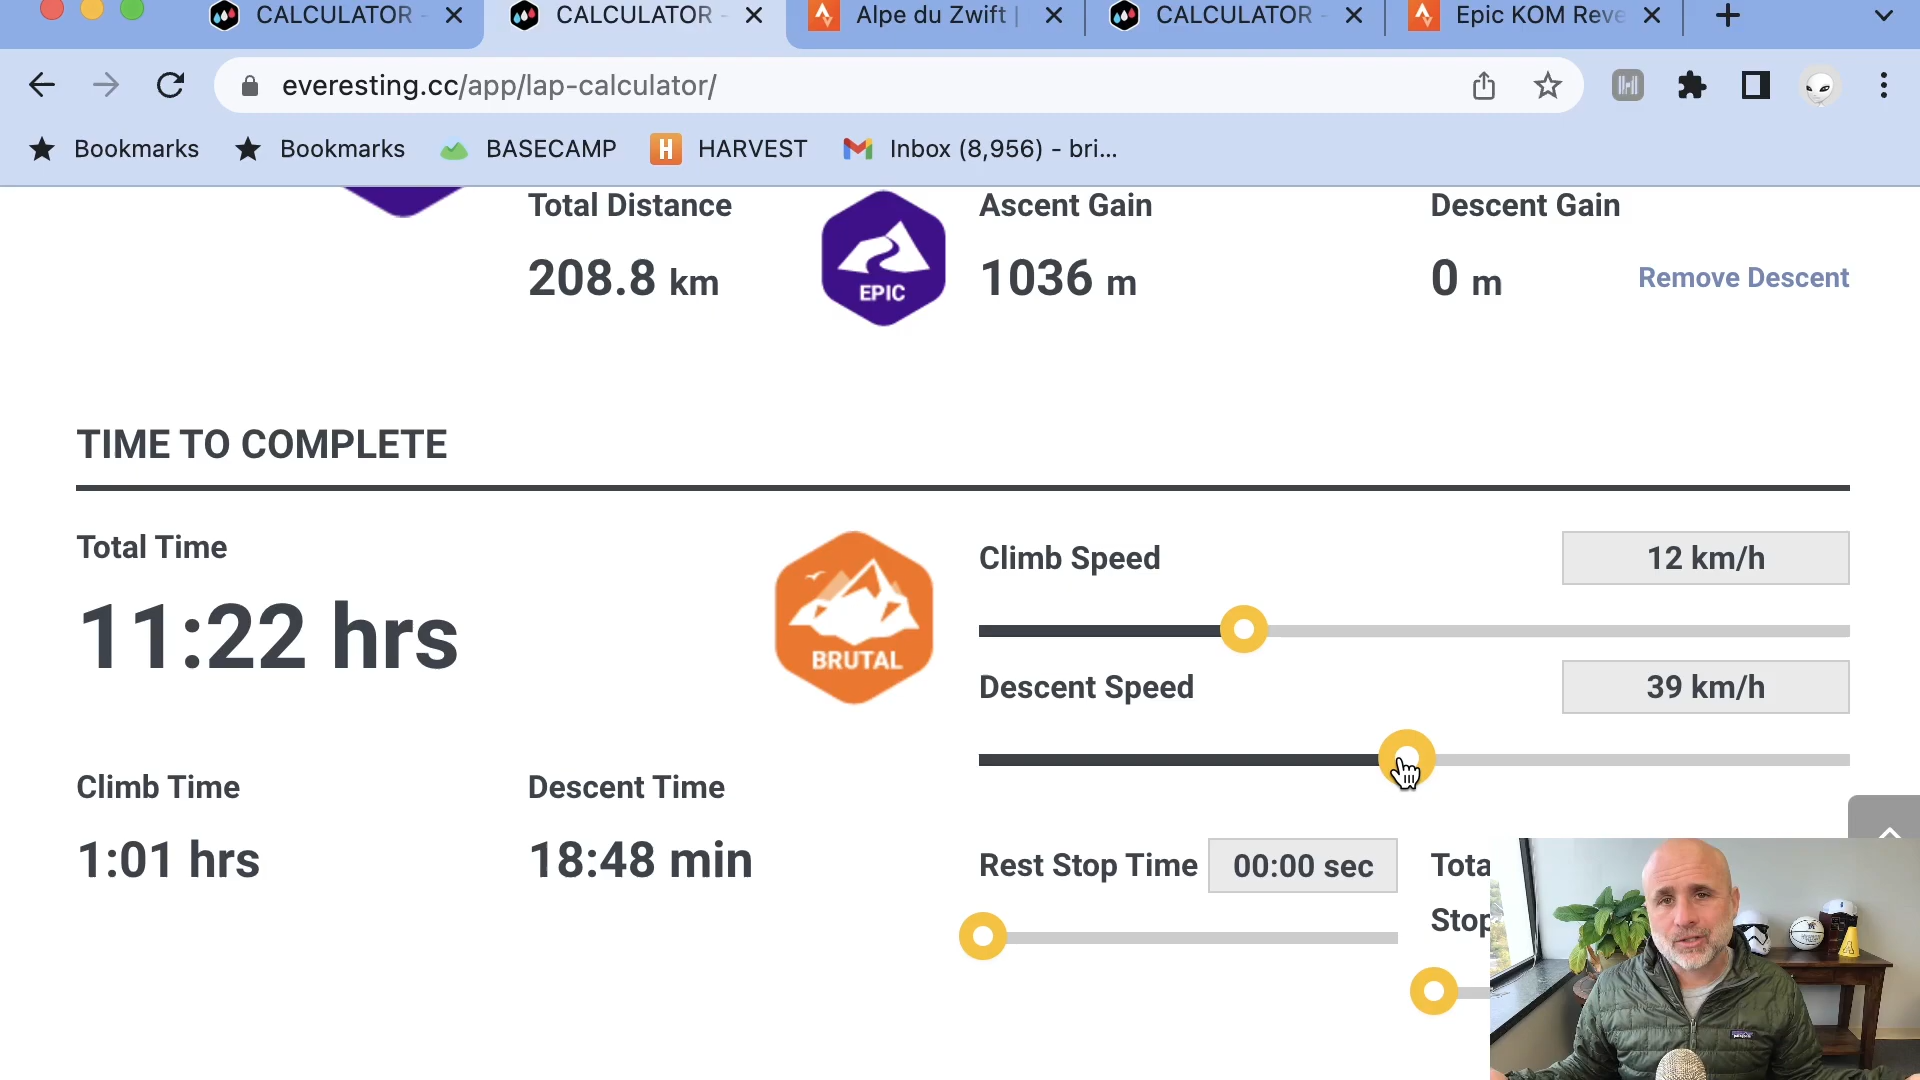 CALCULATOR -
CALCULATOR -
Alpe du Zwift |
CALCULATOR -
Epic KOM Reve
everesting.cc/app/lap-calculator/
Bookmarks
Bookmarks
BASECAMP
H
HARVEST
Inbox (8,956) - bri...
Total Distance
208.8 km
EPIC
Ascent Gain
1036 m
Descent Gain
0 m
Remove Descent
TIME TO COMPLETE
Total Time
11:22 hrs
BRUTAL
Climb Speed
12 km/h
Descent Speed
39 km/h
Climb Time
1:01 hrs
Descent Time
18:48 min
Rest Stop Time
00:00 sec
Tota
Stop